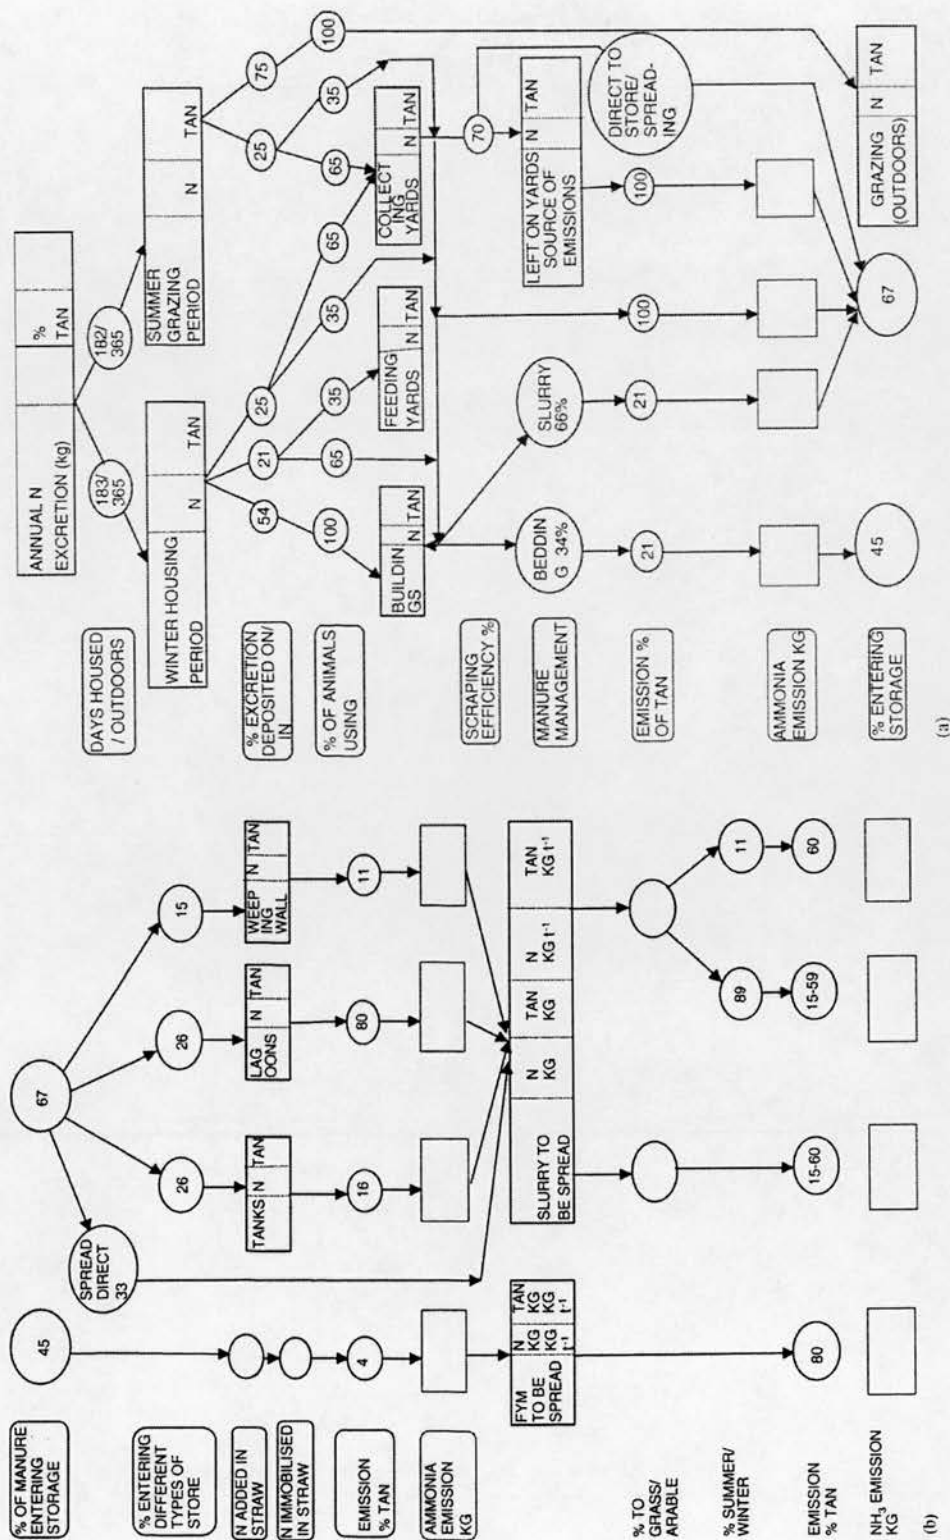 ANNUAL N
EXCRETION (kg)
%
TAN
DAYS HOUSED
/ OUTDOORS
183/
365
182/
365
WINTER HOUSING
PERIOD
N
TAN
SUMMER
GRAZING
PERIOD
N
TAN
% EXCRETION
DEPOSITED ON/
IN
54
21
25
25
75
% OF ANIMALS
USING
100
65
35
35
65
65
35
100
BUILDIN
GS
N
TAN
FEEDING
YARDS
N
TAN
COLLECT
ING
YARDS
N
TAN
SCRAPING
EFFICIENCY %
70
MANURE
MANAGEMENT
BEDDIN
G 34%
SLURRY
66%
LEFT ON YARDS
SOURCE OF
EMISSIONS
N
TAN
DIRECT TO
STORE/
SPREAD-
ING
EMISSION %
OF TAN
21
21
100
100
AMMONIA
EMISSION KG
% ENTERING
STORAGE
45
67
GRAZING
(OUTDOORS)
N
TAN
(a)
% OF MANURE
ENTERING
STORAGE
45
67
% ENTERING
DIFFERENT
TYPES OF
STORE
SPREAD
DIRECT
33
26
26
15
N ADDED IN
STRAW
N IMMOBILISED
IN STRAW
TANKS
N
TAN
LAG
OONS
N
TAN
WEEP
ING
WALL
N
TAN
EMISSION
% TAN
4
16
80
11
AMMONIA
EMISSION
KG
FYM
TO BE
SPREAD
N
KG
KG
t⁻¹
TAN
KG
KG
t⁻¹
SLURRY TO
BE SPREAD
N
KG
TAN
KG
N
KG t⁻¹
TAN
KG t⁻¹
% TO
GRASS/
ARABLE
% SUMMER/
WINTER
89
11
EMISSION
% TAN
80
15-60
15-59
60
NH₃ EMISSION
KG
(b)